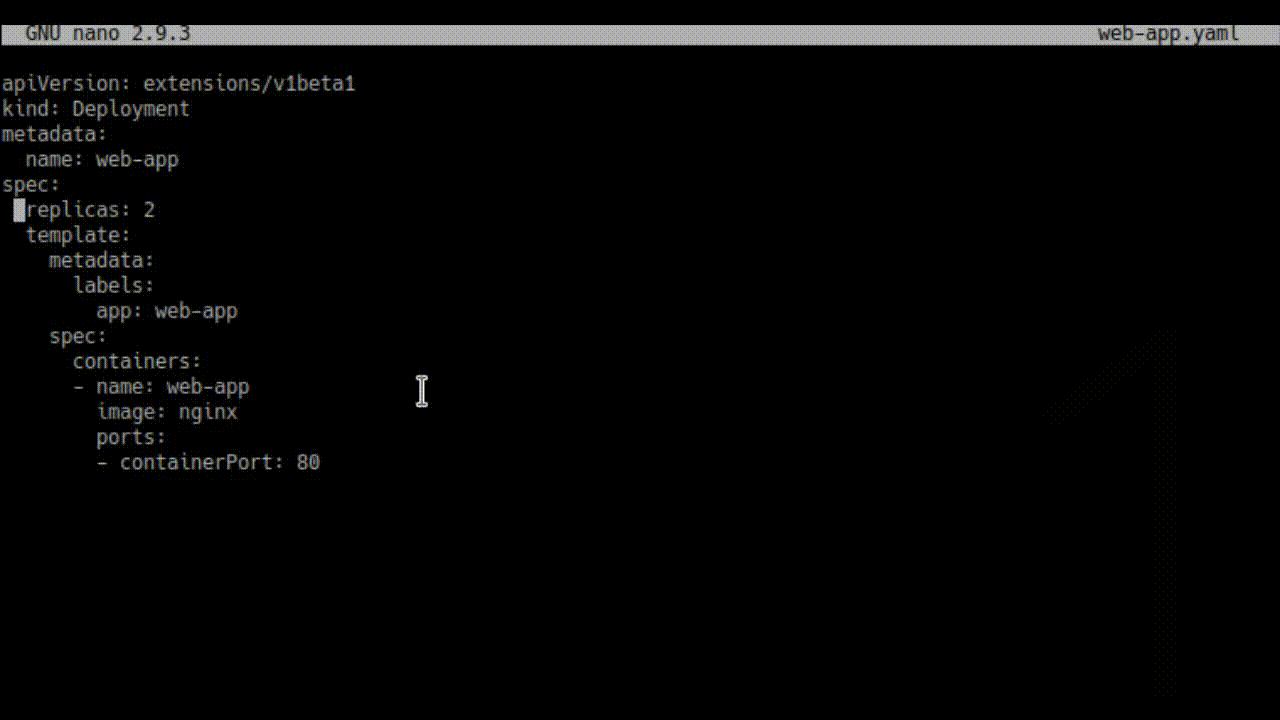 GNU nano 2.9.3 web-app.yaml
apiVersion: extensions/v1beta1
kind: Deployment
metadata:
  name: web-app
spec:
  replicas: 2
  template:
    metadata:
      labels:
        app: web-app
    spec:
      containers:
      - name: web-app
        image: nginx
        ports:
        - containerPort: 80